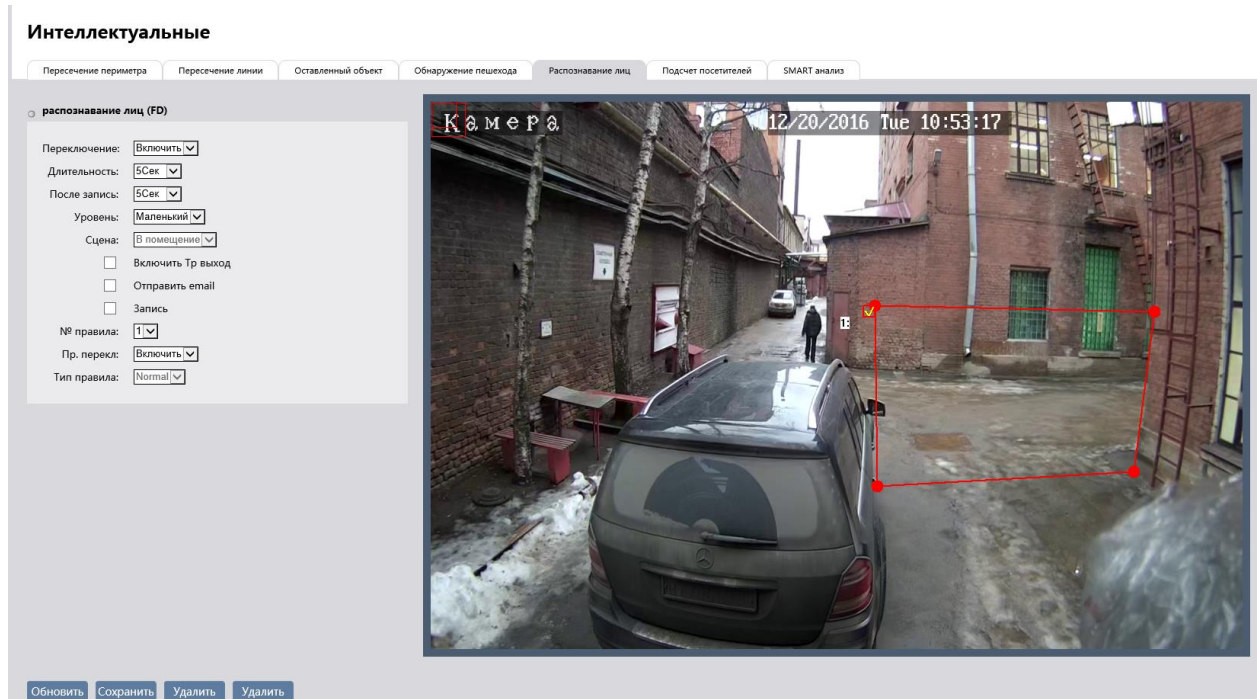 Интеллектуальные
Пересечение периметра Пересечение линии Оставленный объект Обнаружение пешехода Распознавание лиц Подсчет посетителей SMART анализ
распознавание лиц (FD)
Переключение: Включить
Длительность: 5Сек
После запись: 5Сек
Уровень: Маленький
Сцена: В помещение
Включить Тр выход
Отправить email
Запись
№ правила: 1
Пр. перекл: Включить
Тип правила: Normal
Камера 12/20/2016 Tue 10:53:17
1:
Обновить Сохранить Удалить Удалить